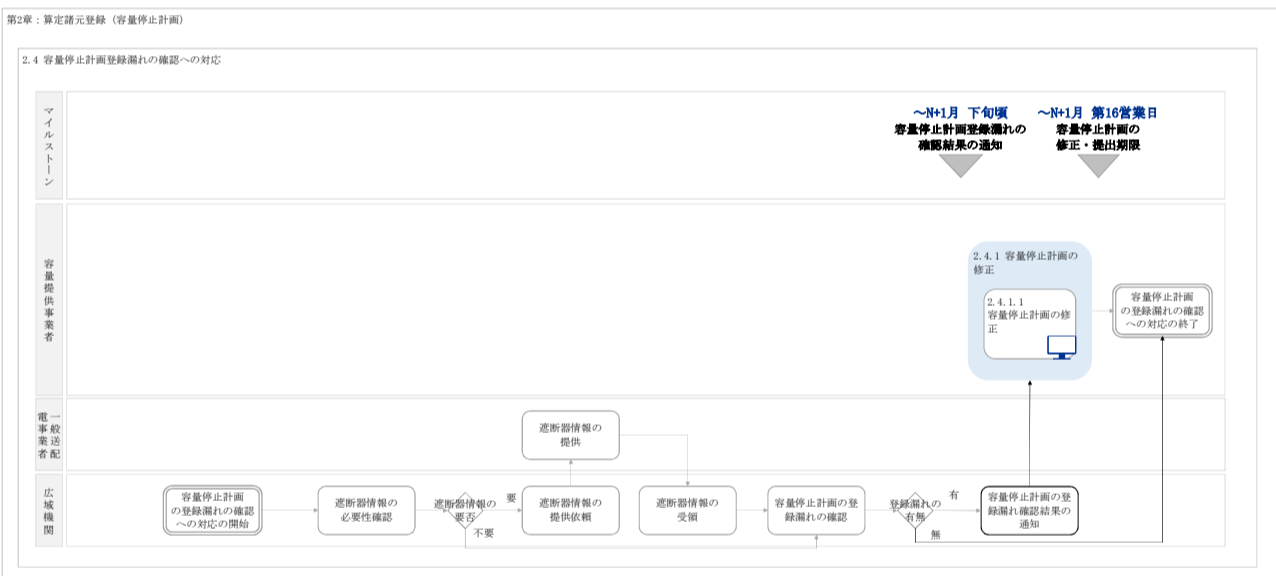 第2章：算定諸元登録（容量停止計画）
2.4 容量停止計画登録漏れの確認への対応
マイルストーン
～N+1月 下旬頃
容量停止計画登録漏れの
確認結果の通知
～N+1月 第16営業日
容量停止計画の
修正・提出期限
容量提供事業者
2.4.1 容量停止計画の
修正
2.4.1.1
容量停止計画の修
正
容量停止計画
の登録漏れの確認
への対応の終了
一般送配
電事業者
遮断器情報の
提供
広域機関
容量停止計画
の登録漏れの確認
への対応の開始
遮断器情報の
必要性確認
遮断器情報の
要否
要
不要
遮断器情報の
提供依頼
遮断器情報の
受領
容量停止計画の登
録漏れの確認
登録漏れの
有無
有
無
容量停止計画の登
録漏れ確認結果の
通知